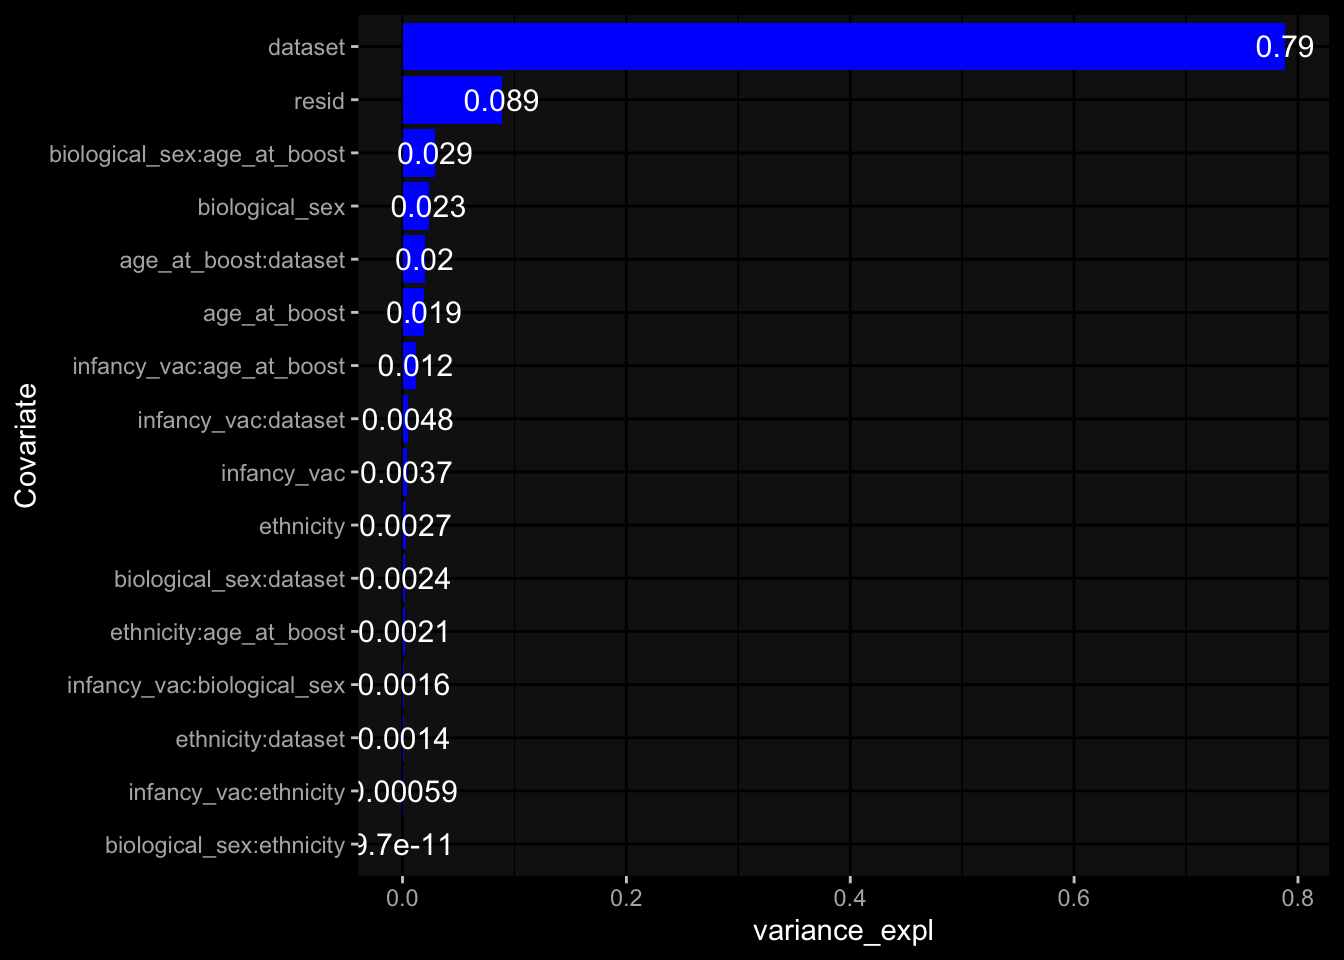 dataset 0.79
resid 0.089
biological_sex:age_at_boost 0.029
biological_sex 0.023
age_at_boost:dataset 0.02
age_at_boost 0.019
infancy_vac:age_at_boost 0.012
infancy_vac:dataset 0.0048
infancy_vac 0.0037
ethnicity 0.0027
biological_sex:dataset 0.0024
ethnicity:age_at_boost 0.0021
infancy_vac:biological_sex 0.0016
ethnicity:dataset 0.0014
infancy_vac:ethnicity 0.00059
biological_sex:ethnicity 9.7e-11
Covariate
0.0 0.2 0.4 0.6 0.8
variance_expl